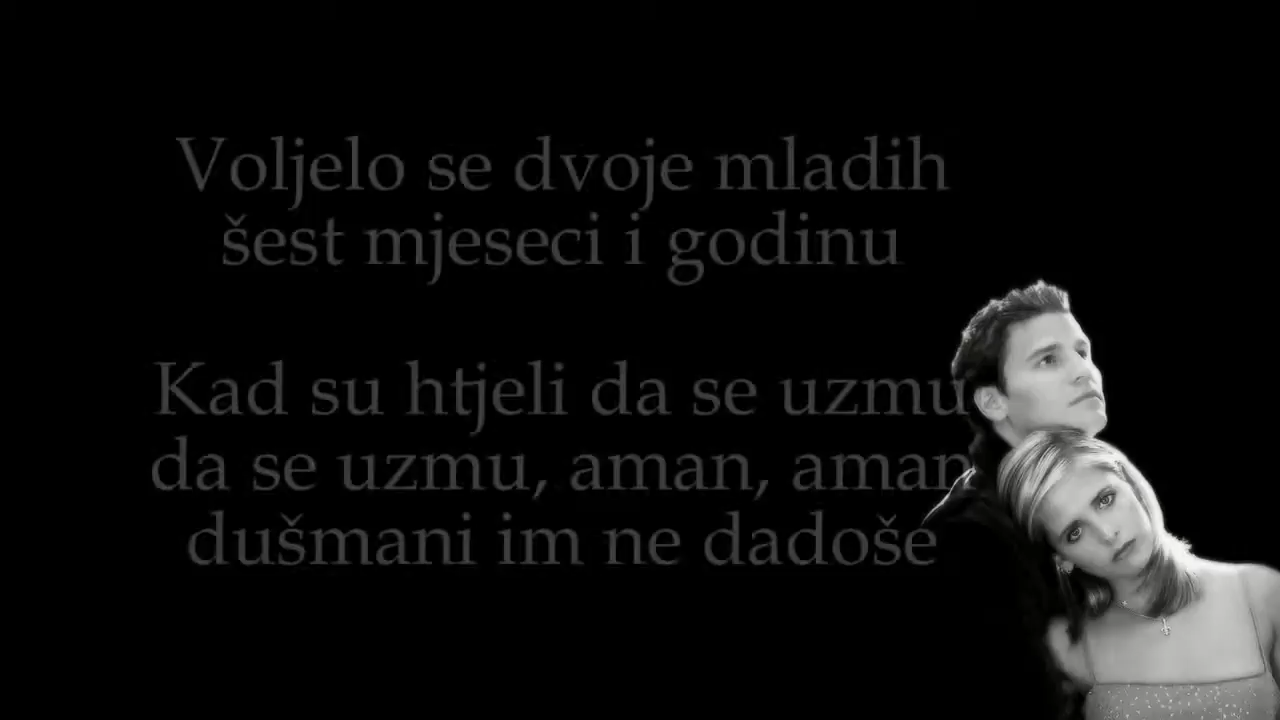 Voljelo se dvoje mladih
šest mjeseci i godinu
Kad su htjeli da se uzmu
da se uzmu, aman, aman
dušmani im ne dadoše